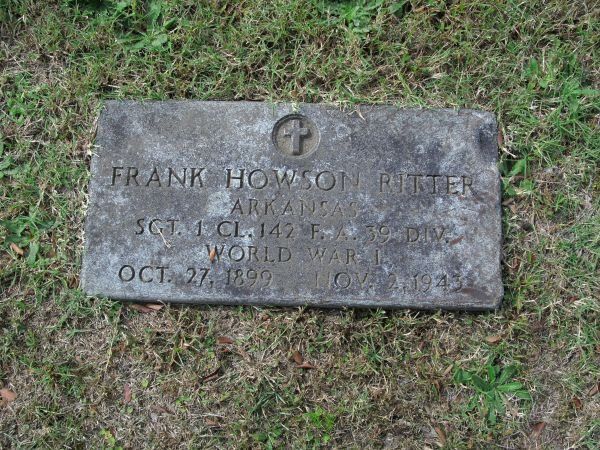 FRANK HOWSON RITTER
ARKANSAS
SGT. 1 CL. 142 F. A. 39 DIV.
WORLD WAR I
OCT. 27, 1899 NOV. 2, 1943